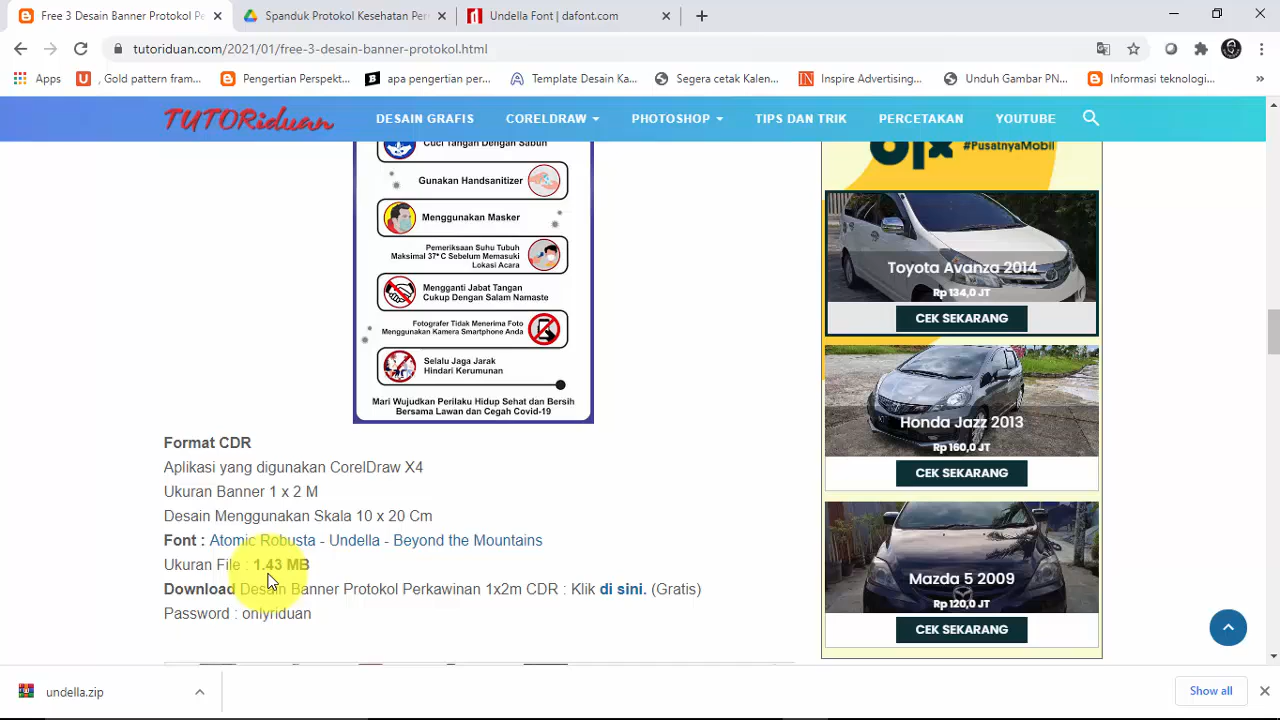 Free 3 Desain Banner Protokol Pe
Spanduk Protokol Kesehatan Per
Undella Font | dafont.com
tutoriduan.com/2021/01/free-3-desain-banner-protokol.html
Apps
, Gold pattern fram...
Pengertian Perspekt...
apa pengertian per...
Template Desain Ka...
Segera cetak Kalen...
Inspire Advertising...
Unduh Gambar PN...
Informasi teknologi...
TUTORiduan
DESAIN GRAFIS
CORELDRAW
PHOTOSHOP
TIPS DAN TRIK
PERCETAKAN
YOUTUBE
Cuci Tangan Dengan Sabun
Gunakan Handsanitizer
Menggunakan Masker
Pemeriksaan Suhu Tubuh
Maksimal 37° C Sebelum Memasuki
Lokasi Acara
Mengganti Jabat Tangan
Cukup Dengan Salam Namaste
Fotografer Tidak Menerima Foto
Menggunakan Kamera Smartphone Anda
Selalu Jaga Jarak
Hindari Kerumunan
Mari Wujudkan Perilaku Hidup Sehat dan Bersih
Bersama Lawan dan Cegah Covid-19
Format CDR
Aplikasi yang digunakan CorelDraw X4
Ukuran Banner 1 x 2 M
Desain Menggunakan Skala 10 x 20 Cm
Font : Atomic Robusta - Undella - Beyond the Mountains
Ukuran File : 1.43 MB
Download Desain Banner Protokol Perkawinan 1x2m CDR : Klik di sini. (Gratis)
Password : onlyriduan
olx
#PusatnyaMobil
Toyota Avanza 2014
Rp 134,0 JT
CEK SEKARANG
Honda Jazz 2013
Rp 160,0 JT
CEK SEKARANG
Mazda 5 2009
Rp 120,0 JT
CEK SEKARANG
undella.zip
Show all